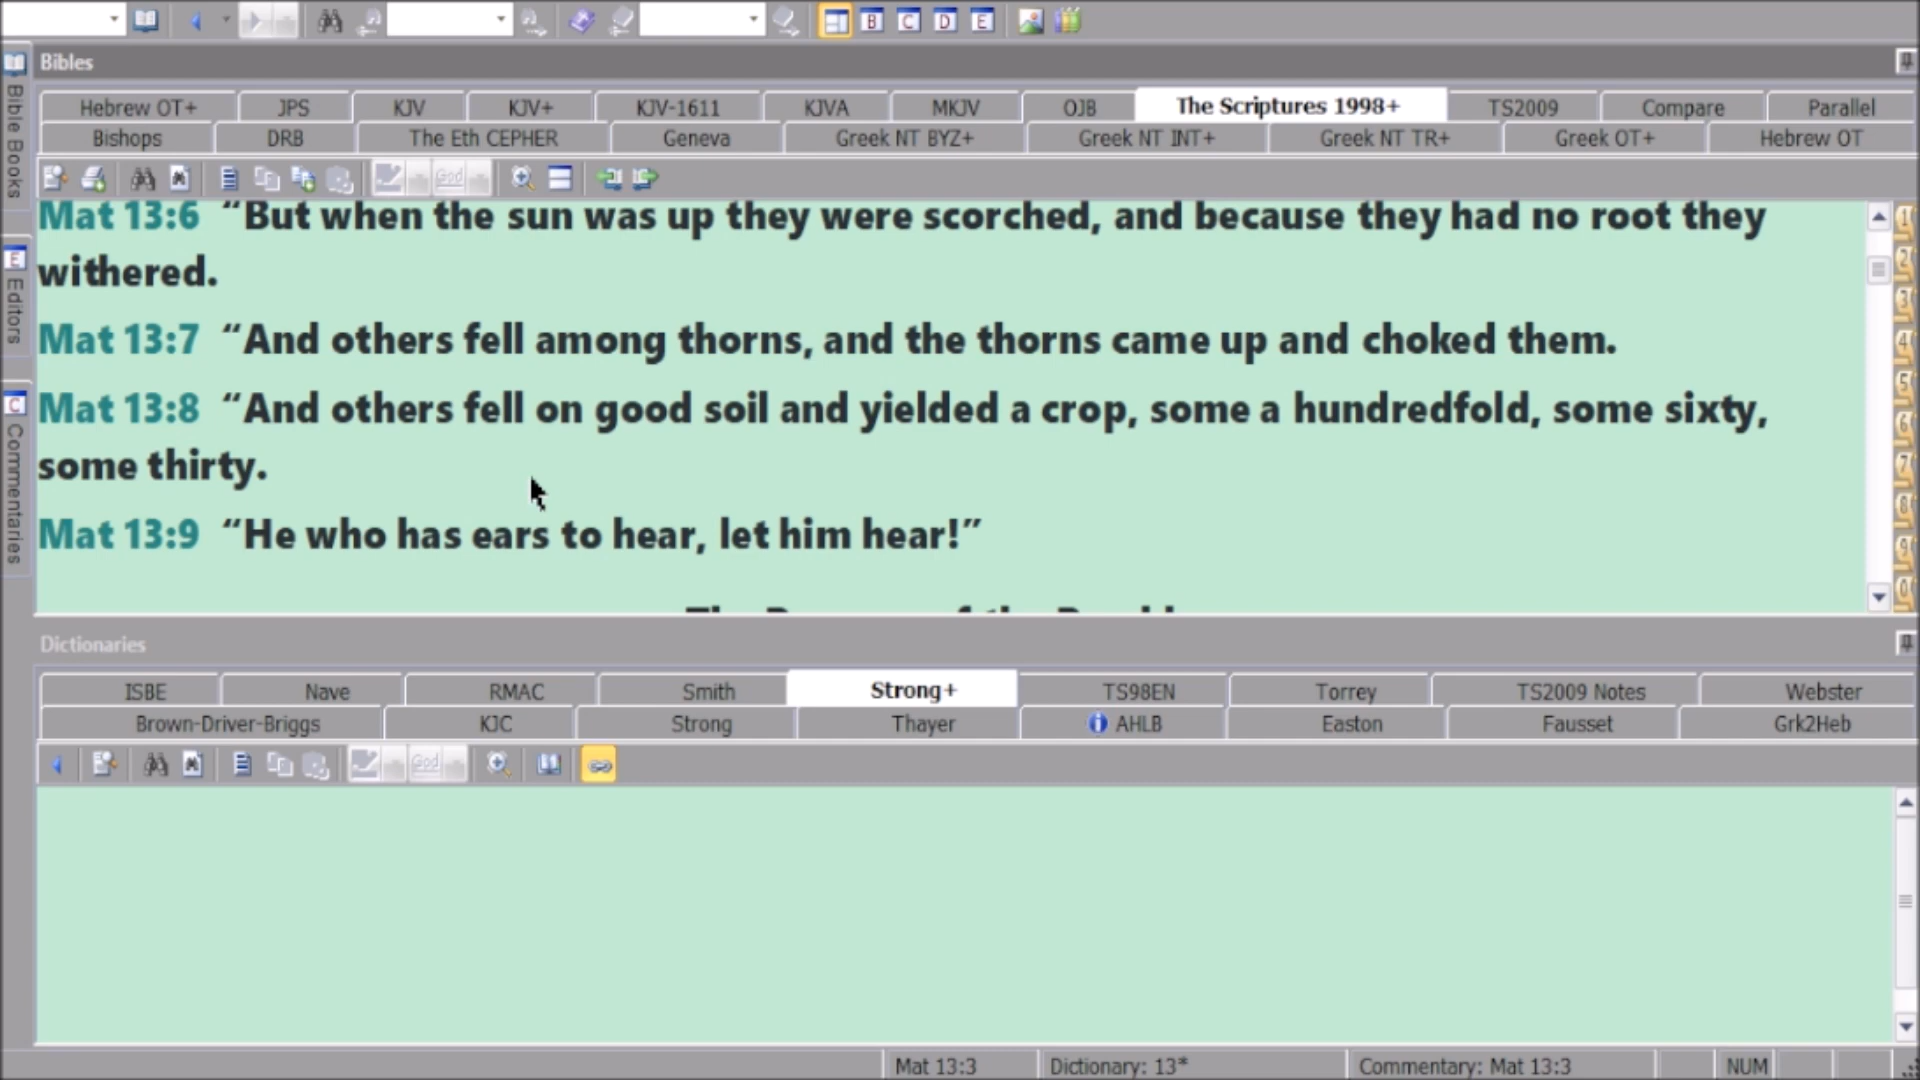 B C D E
Bibles
Hebrew OT+ JPS KJV KJV+ KJV-1611 KJVA MKJV OJB The Scriptures 1998+ TS2009 Compare Parallel
Bishops DRB The Eth CEPHER Geneva Greek NT BYZ+ Greek NT INT+ Greek NT TR+ Greek OT+ Hebrew OT
God
Bible Books
E Editors
C Commentaries
Mat 13:6 “But when the sun was up they were scorched, and because they had no root they
withered.
Mat 13:7 “And others fell among thorns, and the thorns came up and choked them.
Mat 13:8 “And others fell on good soil and yielded a crop, some a hundredfold, some sixty,
some thirty.
Mat 13:9 “He who has ears to hear, let him hear!”
Dictionaries
ISBE Nave RMAC Smith Strong+ TS98EN Torrey TS2009 Notes Webster
Brown-Driver-Briggs KJC Strong Thayer AHLB Easton Fausset Grk2Heb
God
Mat 13:3 Dictionary: 13* Commentary: Mat 13:3 NUM